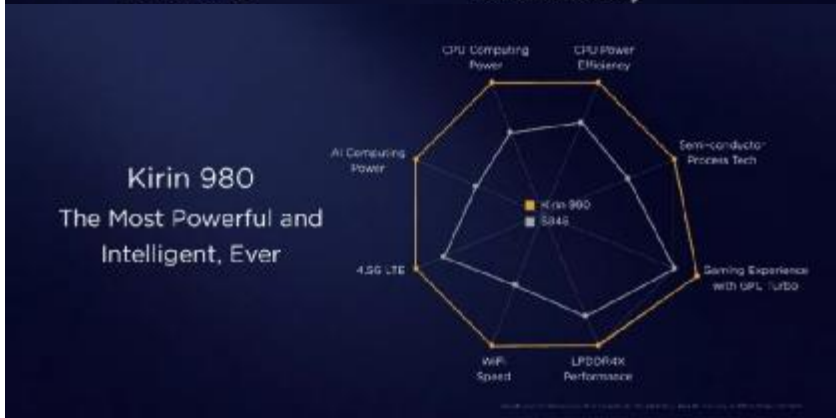 CPU Computing
Power
CPU Power
Efficiency
AI Computing
Power
Semi-conductor
Process Tech
Kirin 980
The Most Powerful and
Intelligent, Ever
Kirin 980
S845
4.5G LTE
Gaming Experience
with GPU Turbo
WiFi
Speed
LPDDR4X
Performance